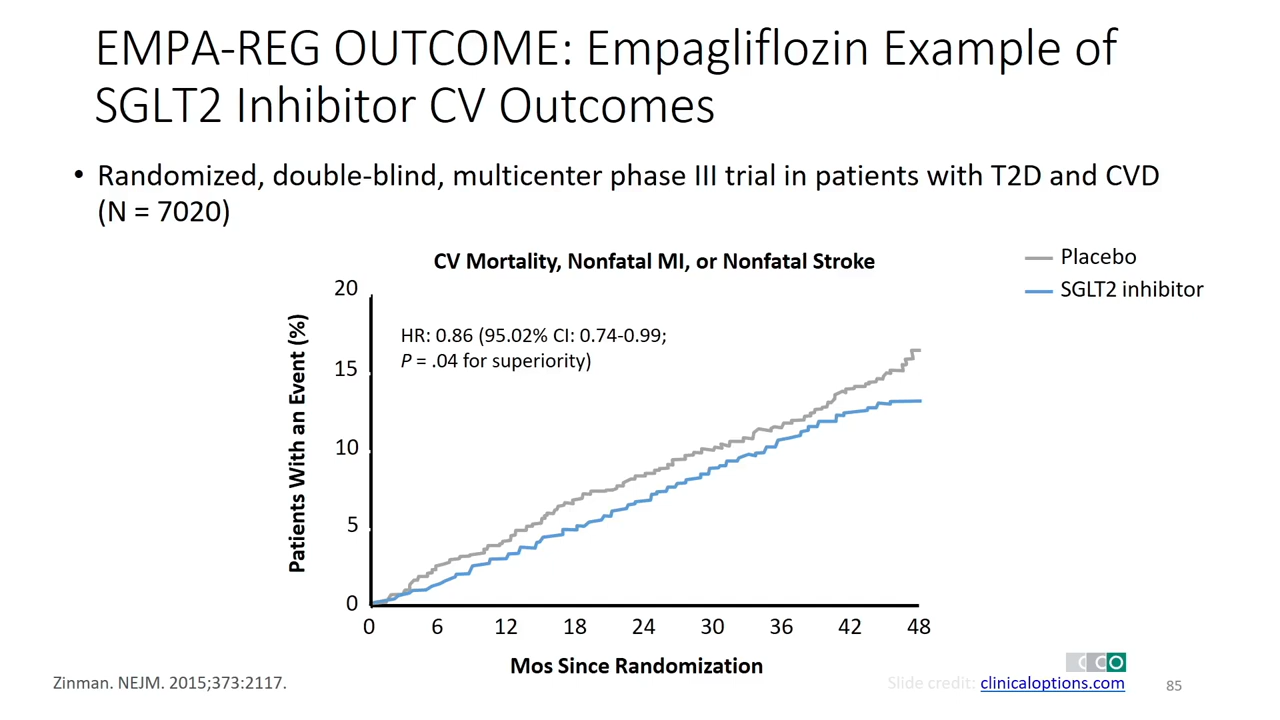 EMPA-REG OUTCOME: Empagliflozin Example of
SGLT2 Inhibitor CV Outcomes
• Randomized, double-blind, multicenter phase III trial in patients with T2D and CVD
(N = 7020)
CV Mortality, Nonfatal MI, or Nonfatal Stroke
Placebo
SGLT2 inhibitor
HR: 0.86 (95.02% CI: 0.74-0.99;
P = .04 for superiority)
Patients With an Event (%)
20
15
10
5
0
0 6 12 18 24 30 36 42 48
Mos Since Randomization
CCO
Zinman. NEJM. 2015;373:2117.
Slide credit: clinicaloptions.com
85